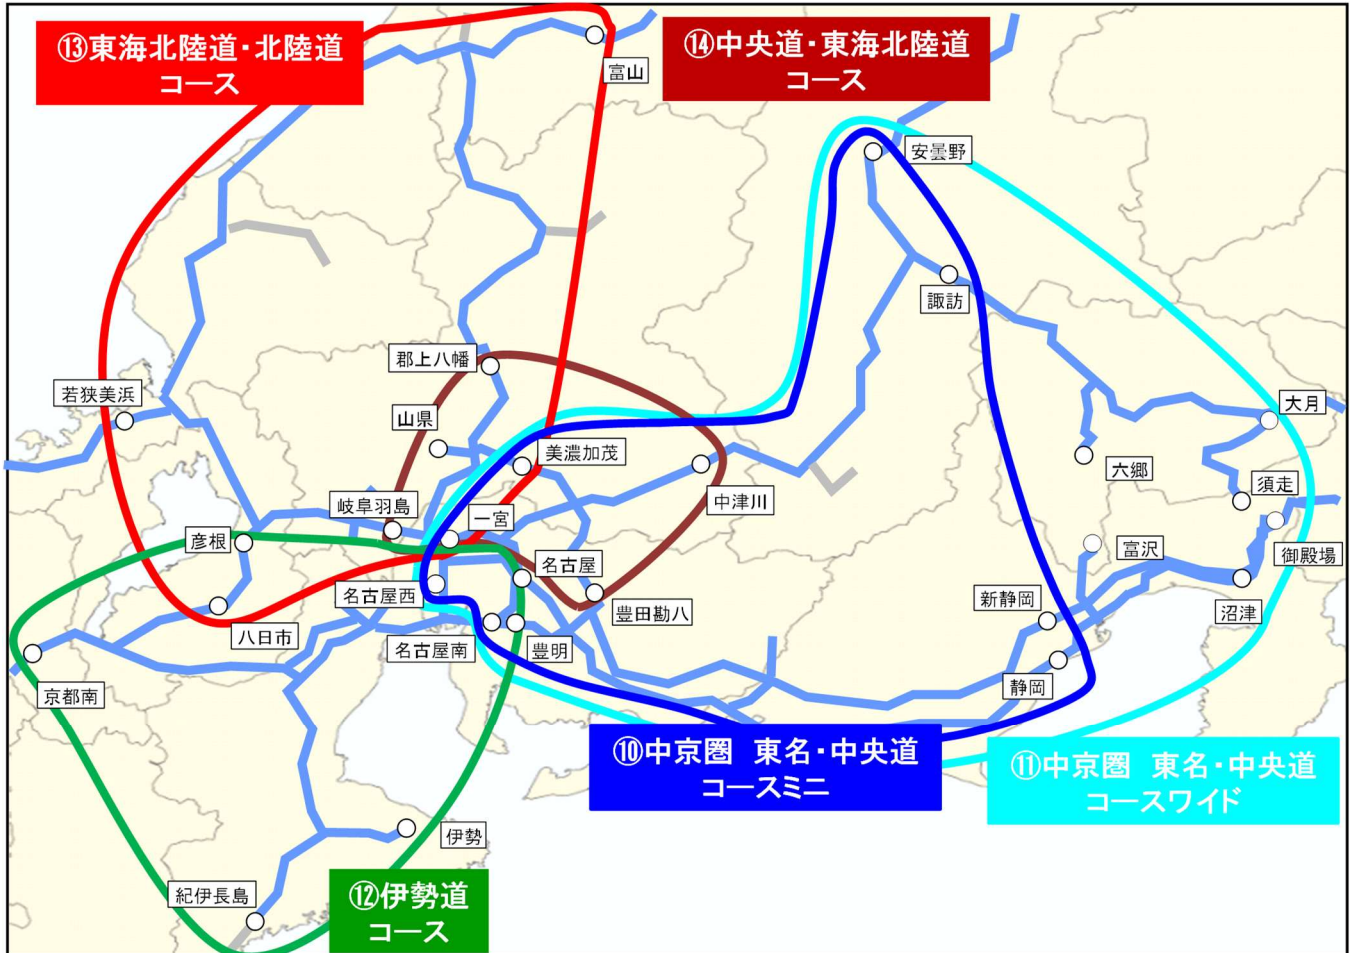 ⑬東海北陸道・北陸道
コース
⑭中央道・東海北陸道
コース
富山
安曇野
諏訪
郡上八幡
若狭美浜
山県
大月
美濃加茂
六郷
中津川
須走
岐阜羽島
一宮
彦根
富沢
御殿場
名古屋
名古屋西
豊田勘八
新静岡
沼津
八日市
名古屋南
豊明
京都南
静岡
⑩中京圏 東名・中央道
コースミニ
⑪中京圏 東名・中央道
コースワイド
伊勢
紀伊長島
⑫伊勢道
コース